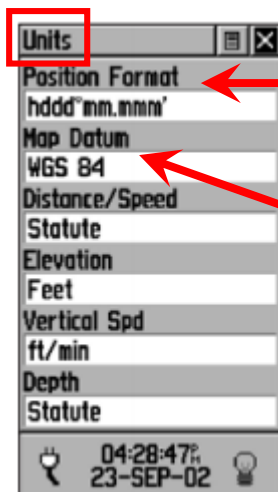 Units
Position Format
hddd°mm.mmm'
Map Datum
WGS 84
Distance/Speed
Statute
Elevation
Feet
Vertical Spd
ft/min
Depth
Statute
04:28:47PM
23-SEP-02